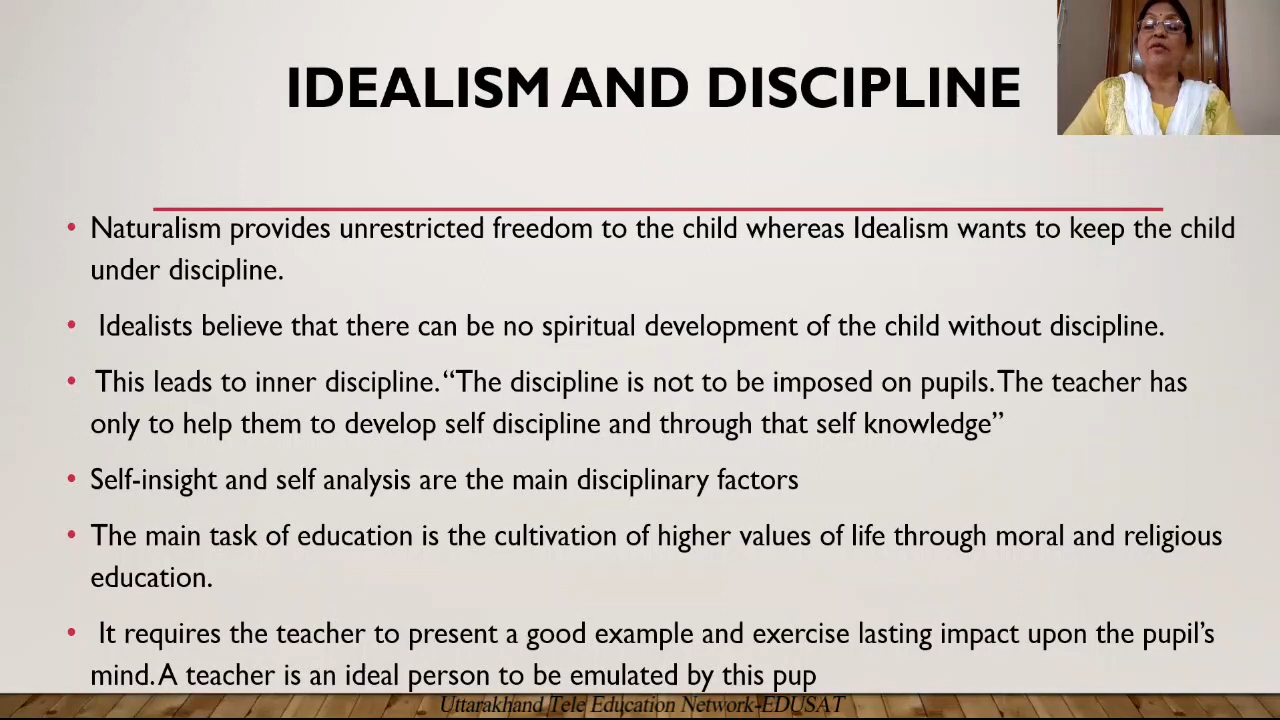 IDEALISM AND DISCIPLINE
• Naturalism provides unrestricted freedom to the child whereas Idealism wants to keep the child
under discipline.
• Idealists believe that there can be no spiritual development of the child without discipline.
• This leads to inner discipline. “The discipline is not to be imposed on pupils. The teacher has
only to help them to develop self discipline and through that self knowledge”
• Self-insight and self analysis are the main disciplinary factors
• The main task of education is the cultivation of higher values of life through moral and religious
education.
• It requires the teacher to present a good example and exercise lasting impact upon the pupil’s
mind. A teacher is an ideal person to be emulated by this pup
Uttarakhand Tele Education Network-EDUSAT